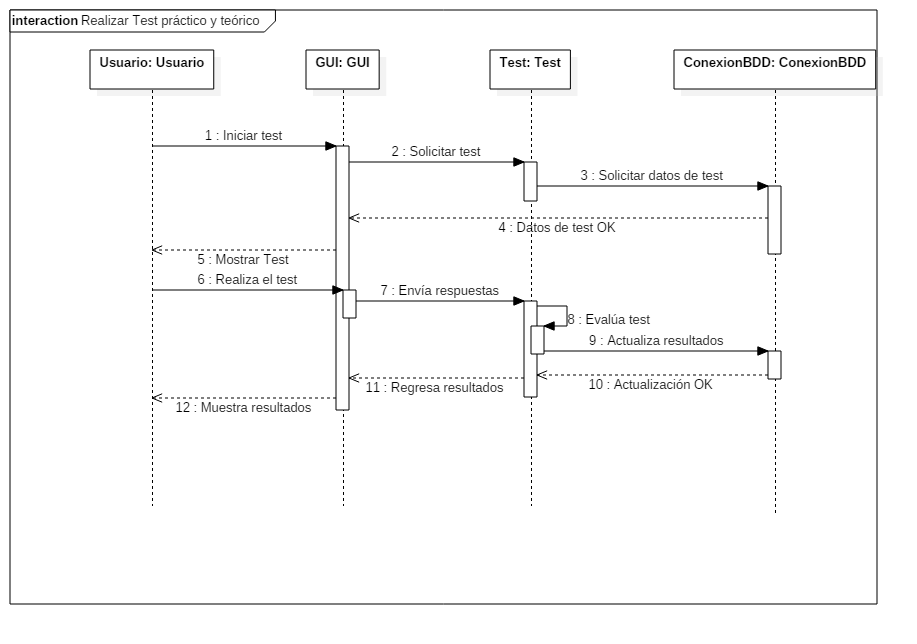 interaction Realizar Test práctico y teórico
Usuario: Usuario
GUI: GUI
Test: Test
ConexionBDD: ConexionBDD
1 : Iniciar test
2 : Solicitar test
3 : Solicitar datos de test
4 : Datos de test OK
5 : Mostrar Test
6 : Realiza el test
7 : Envía respuestas
8 : Evalúa test
9 : Actualiza resultados
10 : Actualización OK
11 : Regresa resultados
12 : Muestra resultados